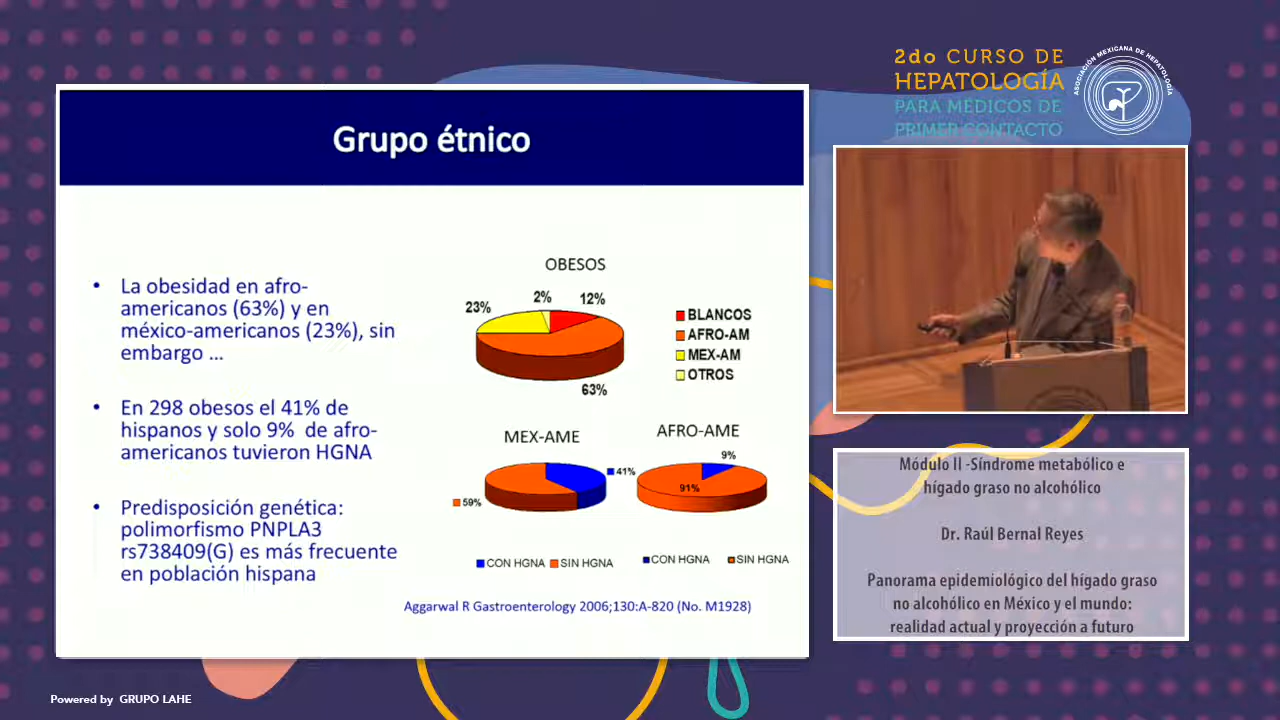 2do CURSO DE
HEPATOLOGÍA
PARA MÉDICOS DE
PRIMER CONTACTO
ASOCIACIÓN MEXICANA DE HEPATOLOGÍA
Grupo étnico
• La obesidad en afro-
americanos (63%) y en
méxico-americanos (23%), sin
embargo ...
• En 298 obesos el 41% de
hispanos y solo 9% de afro-
americanos tuvieron HGNA
• Predisposición genética:
polimorfismo PNPLA3
rs738409(G) es más frecuente
en población hispana
OBESOS
23%
2%
12%
63%
BLANCOS
AFRO-AM
MEX-AM
OTROS
MEX-AME
41%
59%
CON HGNA SIN HGNA
AFRO-AME
9%
91%
CON HGNA SIN HGNA
Aggarwal R Gastroenterology 2006;130:A-820 (No. M1928)
Módulo II -Síndrome metabólico e
hígado graso no alcohólico
Dr. Raúl Bernal Reyes
Panorama epidemiológico del hígado graso
no alcohólico en México y el mundo:
realidad actual y proyección a futuro
Powered by GRUPO LAHE